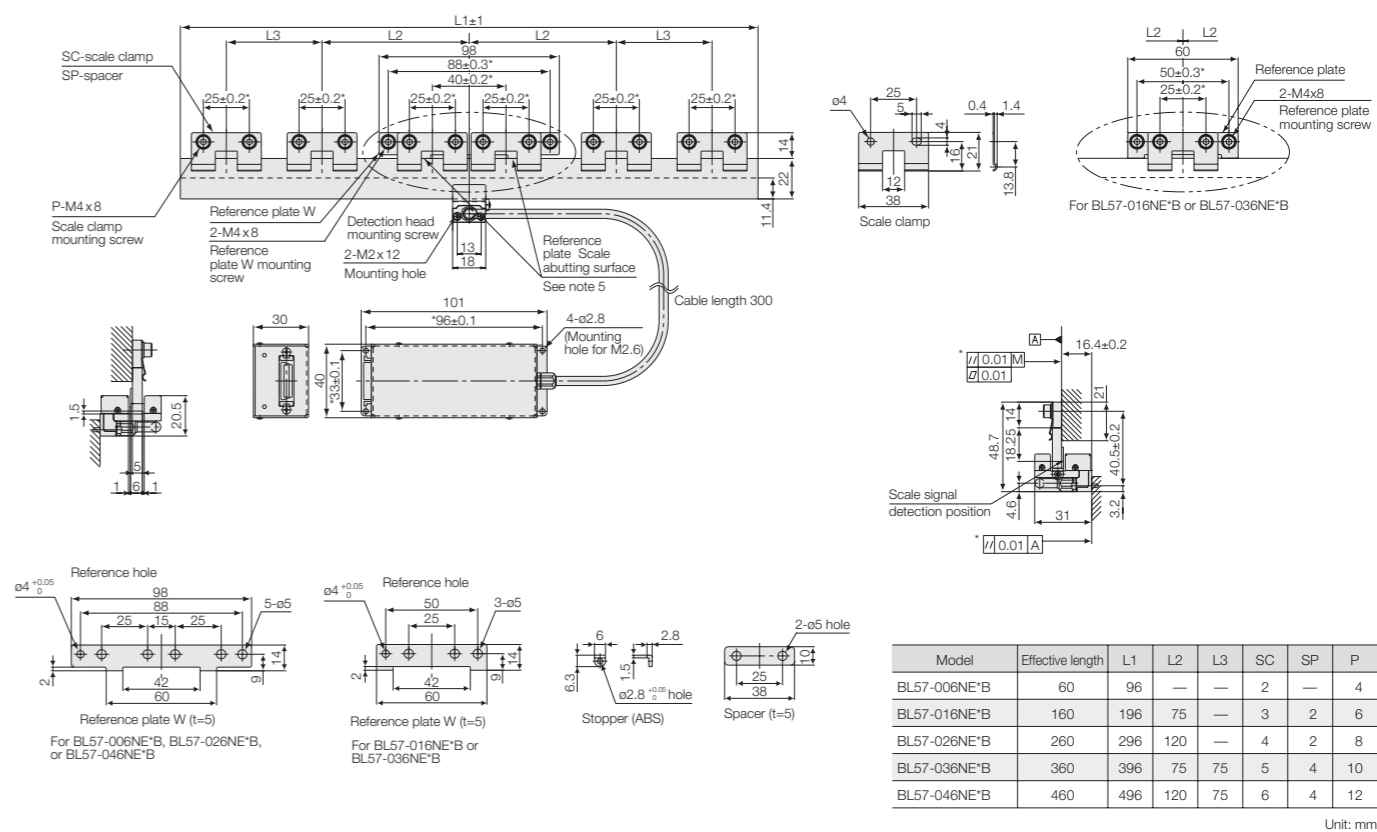 L1±1
L3 L2 L2 L3
98
88±0.3*
40±0.2*
25±0.2* 25±0.2* 25±0.2* 25±0.2* 25±0.2*
SC-scale clamp
SP-spacer
14
22
11.4
P-M4x8
Scale clamp
mounting screw
Reference plate W
2-M4x8
Reference
plate W mounting
screw
Detection head
mounting screw
2-M2x12
Mounting hole
13
18
Reference
plate Scale
abutting surface
See note 5
Cable length 300
ø4
25
5
4
16
21
12
38
0.4 1.4
13.8
Scale clamp
L2 L2
60
50±0.3*
25±0.2*
Reference plate
2-M4x8
Reference plate
mounting screw
For BL57-016NE*B or BL57-036NE*B
1.5
20.5
5
1 6 1
30
101
*96±0.1
40
*33±0.1
4-ø2.8
(Mounting
hole for M2.6)
A
16.4±0.2
* // 0.01 M
0.01
21
14
48.7
18.25
40.5±0.2
Scale signal
detection position
4.6
31
3.2
* // 0.01 A
Reference hole
ø4 +0.05 0
98
88
25 15 25
5-ø5
14
9
2
42
60
Reference plate W (t=5)
For BL57-006NE*B, BL57-026NE*B,
or BL57-046NE*B
Reference hole
ø4 +0.05 0
50
25
3-ø5
14
9
2
42
60
Reference plate W (t=5)
For BL57-016NE*B or
BL57-036NE*B
6
2.8
6.3
1.5
ø2.8 +0.05 0 hole
Stopper (ABS)
2-ø5 hole
10
25
38
Spacer (t=5)
Model Effective length L1 L2 L3 SC SP P
BL57-006NE*B 60 96 — — 2 — 4
BL57-016NE*B 160 196 75 — 3 2 6
BL57-026NE*B 260 296 120 — 4 2 8
BL57-036NE*B 360 396 75 75 5 4 10
BL57-046NE*B 460 496 120 75 6 4 12
Unit: mm